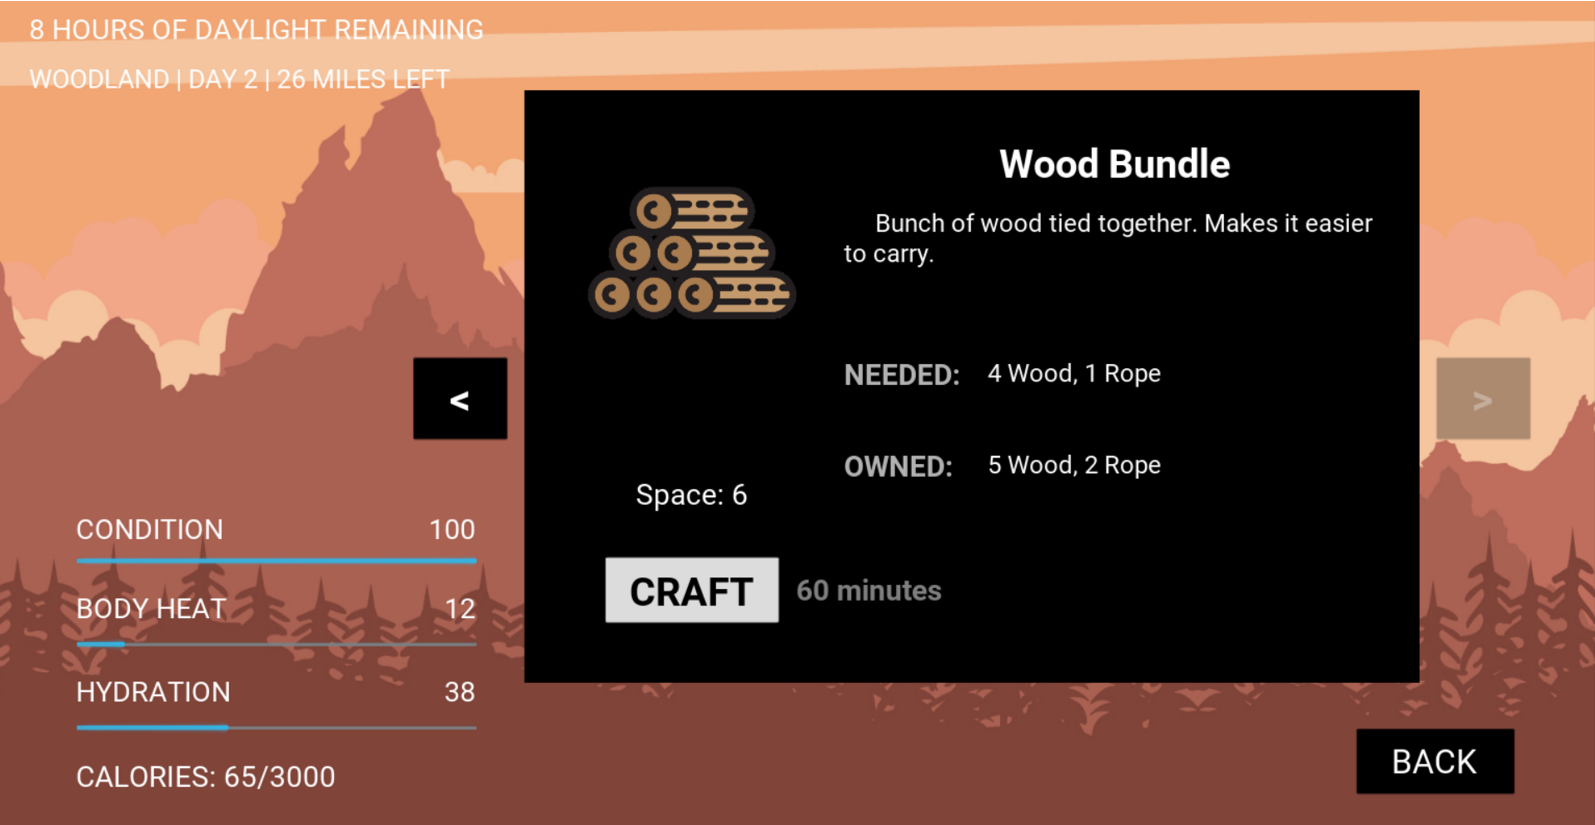 8 HOURS OF DAYLIGHT REMAINING
WOODLAND | DAY 2 | 26 MILES LEFT
Wood Bundle
Bunch of wood tied together. Makes it easier
to carry.
<
>
NEEDED: 4 Wood, 1 Rope
OWNED: 5 Wood, 2 Rope
Space: 6
CRAFT 60 minutes
CONDITION 100
BODY HEAT 12
HYDRATION 38
CALORIES: 65/3000
BACK